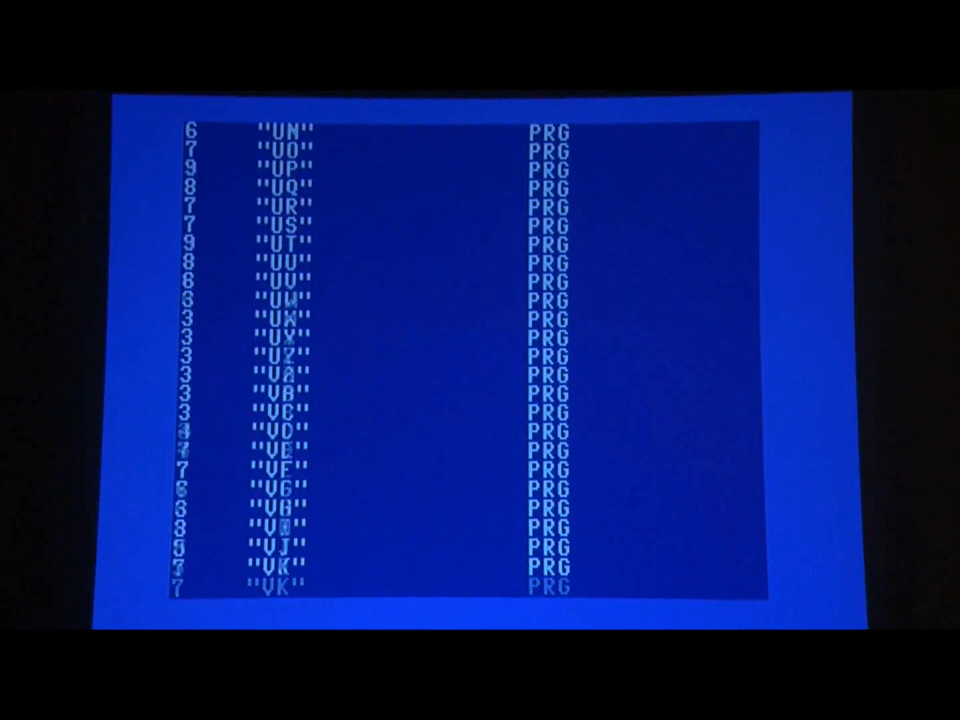 6 "UN" PRG
7 "UO" PRG
9 "UP" PRG
8 "UQ" PRG
7 "UR" PRG
7 "US" PRG
9 "UT" PRG
8 "UU" PRG
6 "UV" PRG
3 "UW" PRG
3 "UX" PRG
3 "UY" PRG
3 "UZ" PRG
3 "VA" PRG
3 "VB" PRG
3 "VC" PRG
"VD" PRG
"VE" PRG
7 "VF" PRG
6 "VG" PRG
PRG
8 PRG
"VJ" PRG
7 "VK" PRG
7 "VK" PRG